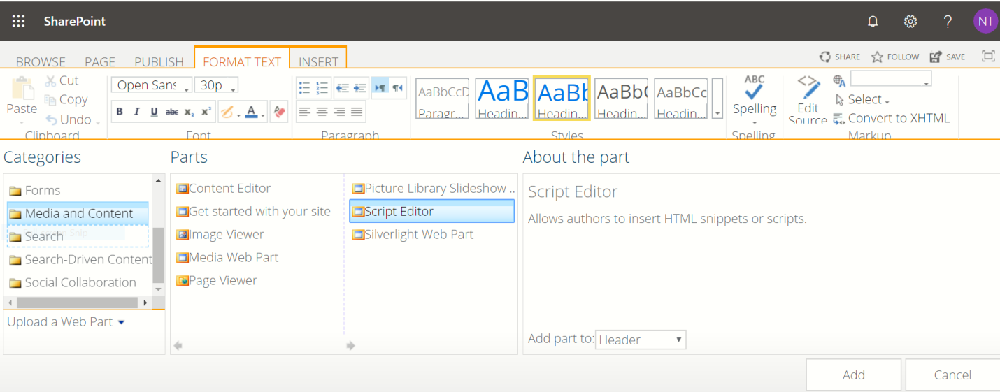 SharePoint
NT
BROWSE PAGE PUBLISH FORMAT TEXT INSERT
SHARE FOLLOW SAVE
Paste
Cut
Copy
Undo
Clipboard
Open Sans 30p
B I U abc X₂ X²
A
Font
Paragraph
AaBbCcD AaB AaBb AaBb( AaBbCc
Paragr... Headin... Headin... Headin... Headin...
Styles
ABC
Spelling
Spelling
Edit
Source
Select
Convert to XHTML
Markup
Categories
Forms
Media and Content
Search
Search-Driven Content
Social Collaboration
Upload a Web Part
Parts
Content Editor
Get started with your site
Image Viewer
Media Web Part
Page Viewer
Picture Library Slideshow ..
Script Editor
Silverlight Web Part
About the part
Script Editor
Allows authors to insert HTML snippets or scripts.
Add part to: Header
Add Cancel